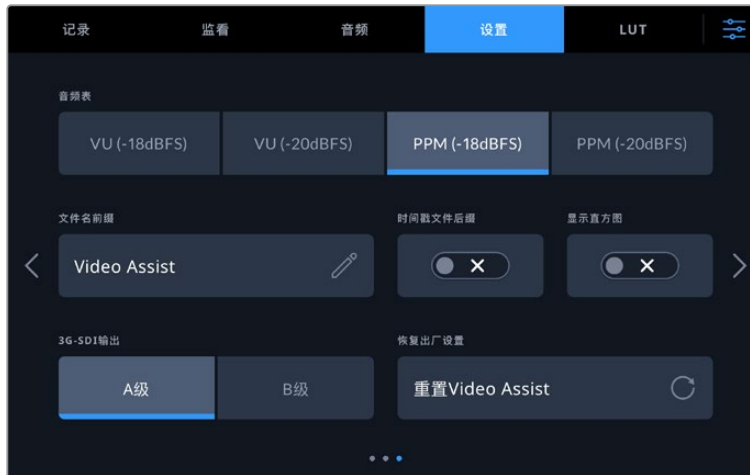 记录 监看 音频 设置 LUT
音频表
VU (-18dBFS) VU (-20dBFS) PPM (-18dBFS) PPM (-20dBFS)
文件名前缀 时间戳文件后缀 显示直方图
Video Assist
3G-SDI输出 恢复出厂设置
A级 B级 重置Video Assist